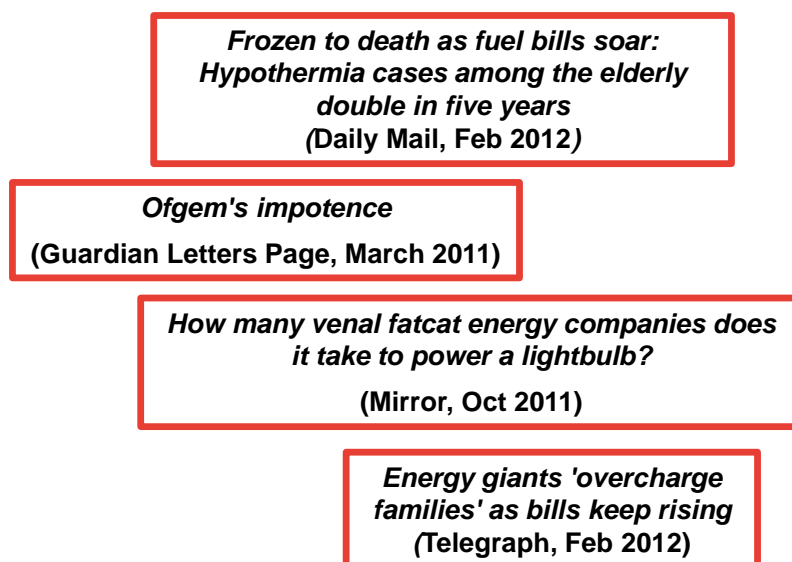 Frozen to death as fuel bills soar:
Hypothermia cases among the elderly
double in five years
(Daily Mail, Feb 2012)
Ofgem's impotence
(Guardian Letters Page, March 2011)
How many venal fatcat energy companies does
it take to power a lightbulb?
(Mirror, Oct 2011)
Energy giants 'overcharge
families' as bills keep rising
(Telegraph, Feb 2012)